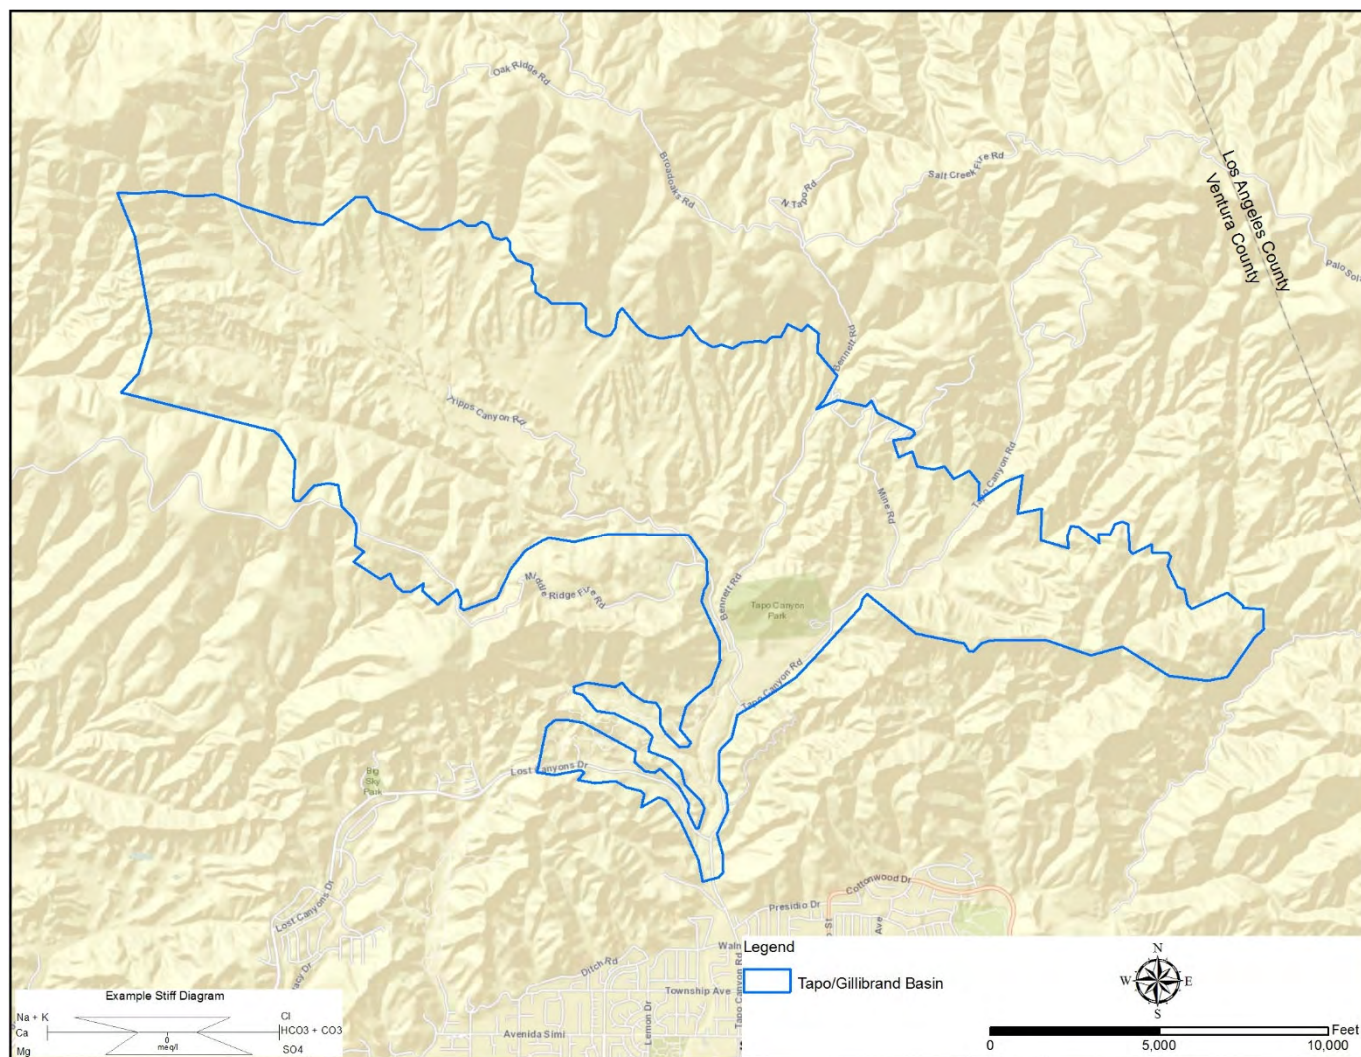 Oak Ridge Rd
Broadoaks Rd
N Tapo Rd
Salt Creek Fire Rd
Los Angeles County
Ventura County
Bennett Rd
Tripps Canyon Rd
Mine Rd
Tapo Canyon Rd
Middle Ridge Fire Rd
Bennett Rd
Tapo Canyon
Park
Tapo Canyon Rd
Lost Canyons Dr
Big
Sky
Park
Lost Canyons Dr
Cottonwood Dr
Presidio Dr
Ditch Rd
Township Ave
Tapo Canyon Rd
Lemon Dr
Avenida Simi
Ave
Legend
Tapo/Gillibrand Basin
N
W
E
S
Feet
0
5,000
10,000
Example Stiff Diagram
Na + K
Cl
Ca
HCO3 + CO3
0
meq/l
Mg
SO4